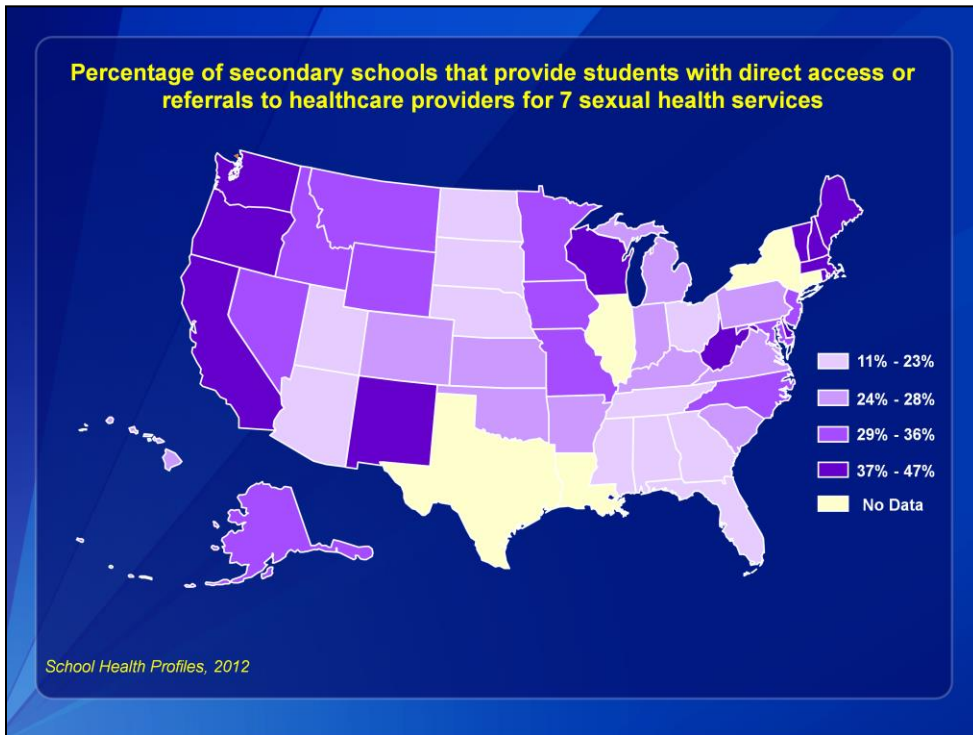 Percentage of secondary schools that provide students with direct access or
referrals to healthcare providers for 7 sexual health services
11% - 23%
24% - 28%
29% - 36%
37% - 47%
No Data
School Health Profiles, 2012